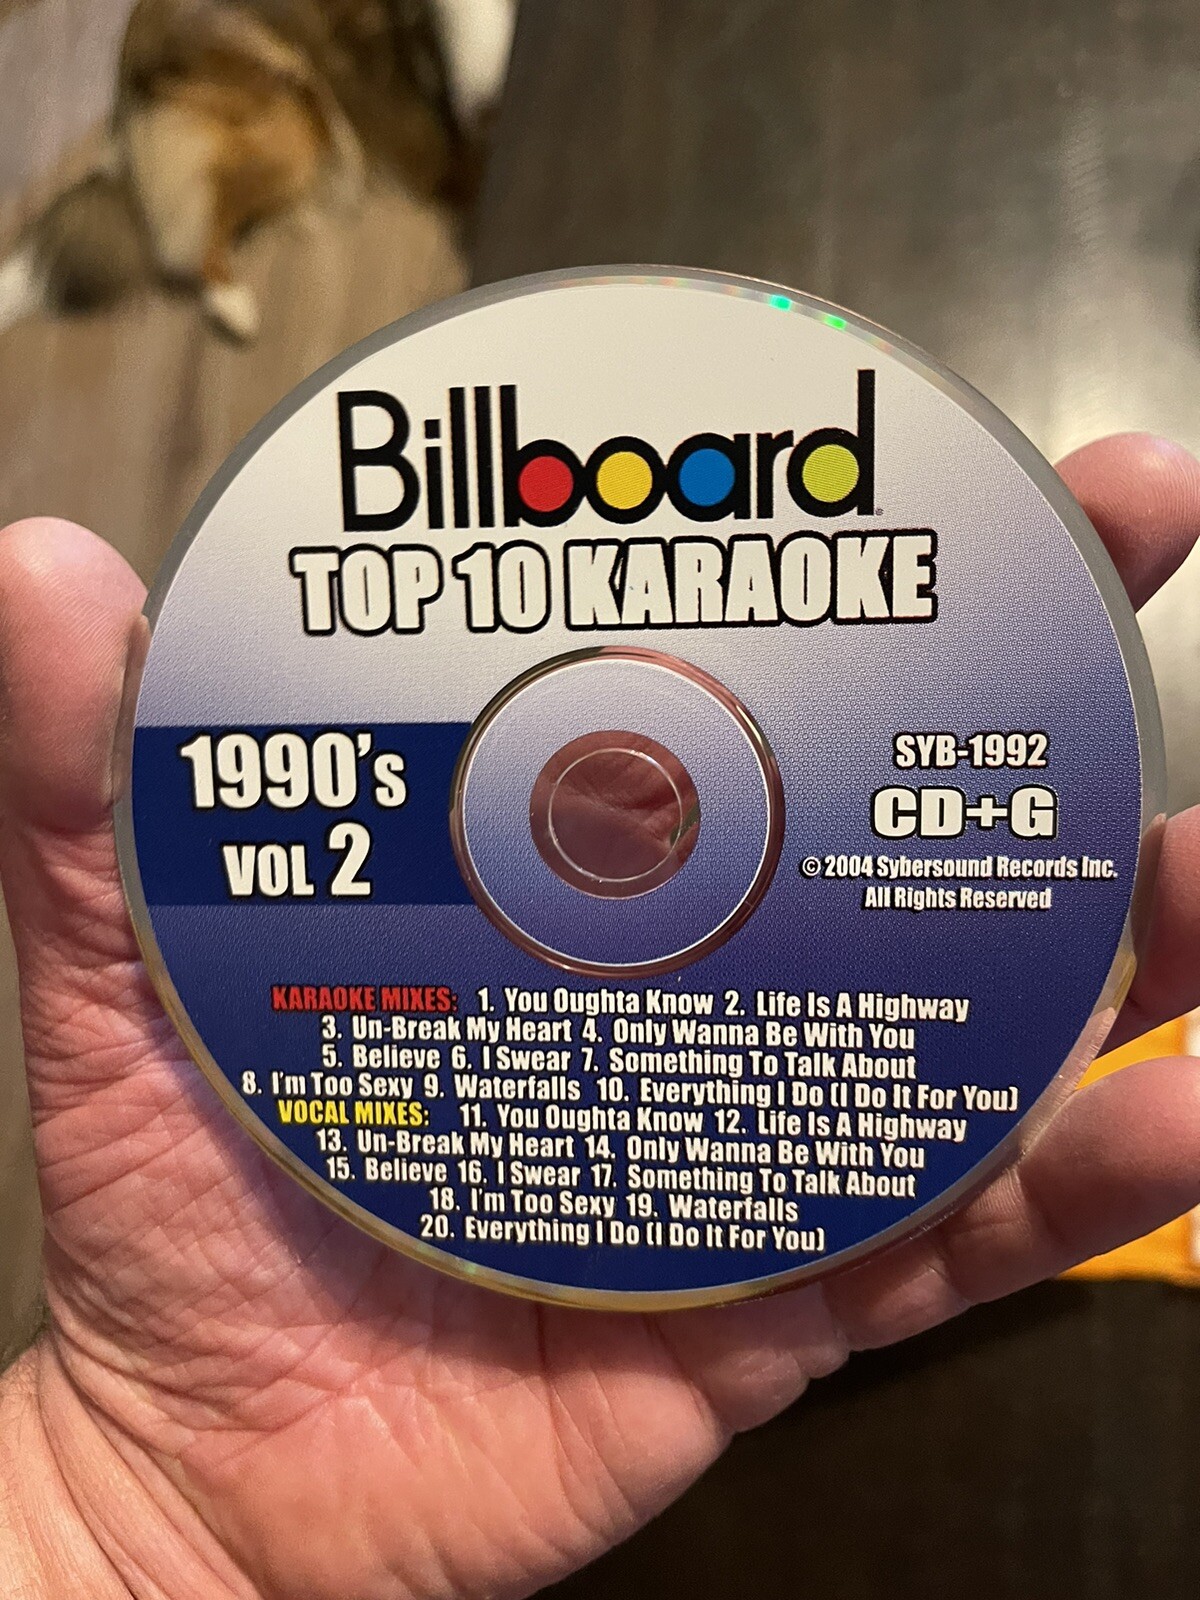 Billboard
TOP 10 KARAOKE
1990's
VOL 2
SYB-1992
CD+G
© 2004 Sybersound Records Inc.
All Rights Reserved
KARAOKE MIXES: 1. You Oughta Know 2. Life Is A Highway
3. Un-Break My Heart 4. Only Wanna Be With You
5. Believe 6. I Swear 7. Something To Talk About
8. I'm Too Sexy 9. Waterfalls 10. Everything I Do (I Do It For You)
VOCAL MIXES: 11. You Oughta Know 12. Life Is A Highway
13. Un-Break My Heart 14. Only Wanna Be With You
15. Believe 16. I Swear 17. Something To Talk About
18. I'm Too Sexy 19. Waterfalls
20. Everything I Do (I Do It For You)